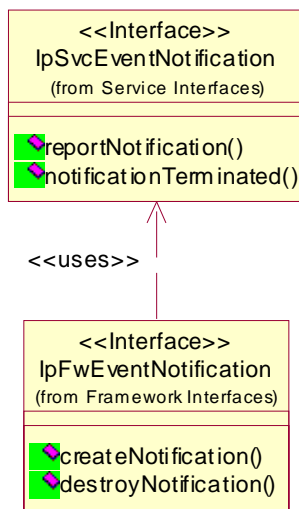 <<Interface>>
IpSvcEventNotification
(from Service Interfaces)
reportNotification()
notificationTerminated()
<<uses>>
<<Interface>>
IpFwEventNotification
(from Framework Interfaces)
createNotification()
destroyNotification()